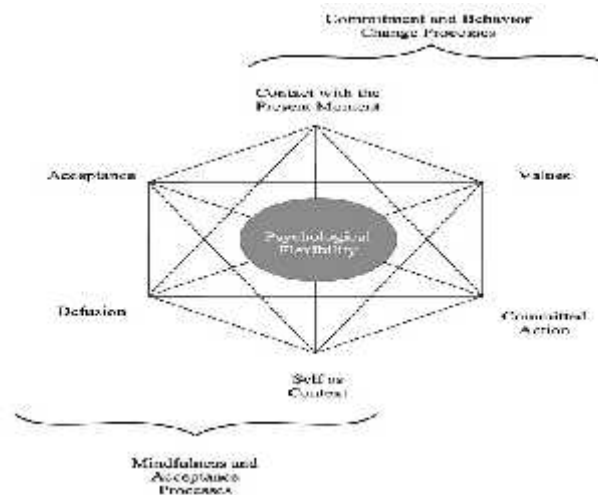 Commitment and Behavior
Change Processes
Contact with the
Present Moment
Acceptance
Values
Psychological
Flexibility
Defusion
Committed
Action
Self as
Context
Mindfulness and
Acceptance
Processes